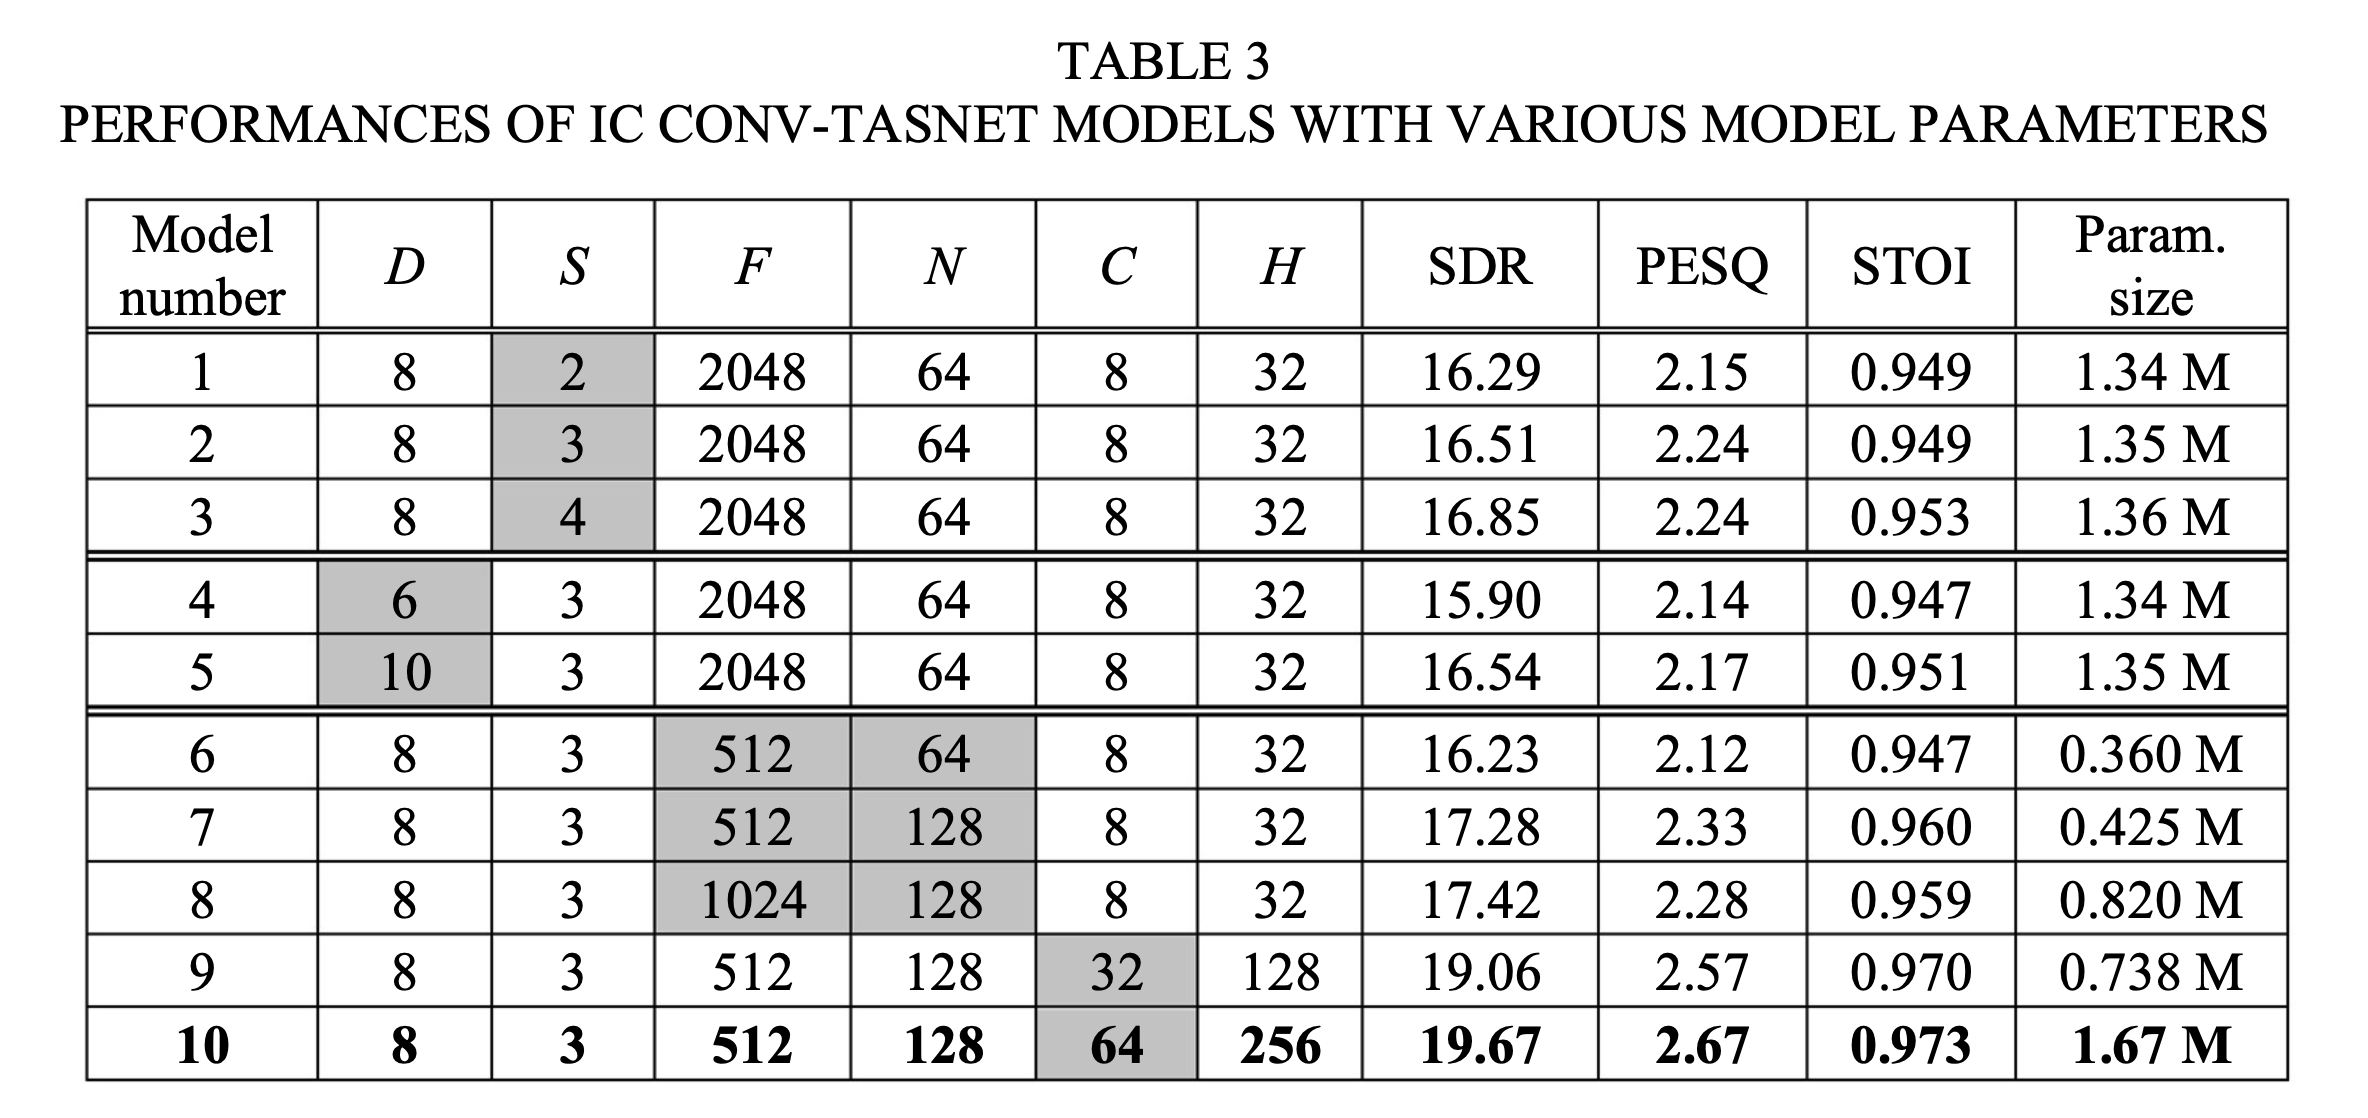 TABLE 3
PERFORMANCES OF IC CONV-TASNET MODELS WITH VARIOUS MODEL PARAMETERS
Model number D S F N C H SDR PESQ STOI Param. size
1 8 2 2048 64 8 32 16.29 2.15 0.949 1.34 M
2 8 3 2048 64 8 32 16.51 2.24 0.949 1.35 M
3 8 4 2048 64 8 32 16.85 2.24 0.953 1.36 M
4 6 3 2048 64 8 32 15.90 2.14 0.947 1.34 M
5 10 3 2048 64 8 32 16.54 2.17 0.951 1.35 M
6 8 3 512 64 8 32 16.23 2.12 0.947 0.360 M
7 8 3 512 128 8 32 17.28 2.33 0.960 0.425 M
8 8 3 1024 128 8 32 17.42 2.28 0.959 0.820 M
9 8 3 512 128 32 128 19.06 2.57 0.970 0.738 M
10 8 3 512 128 64 256 19.67 2.67 0.973 1.67 M